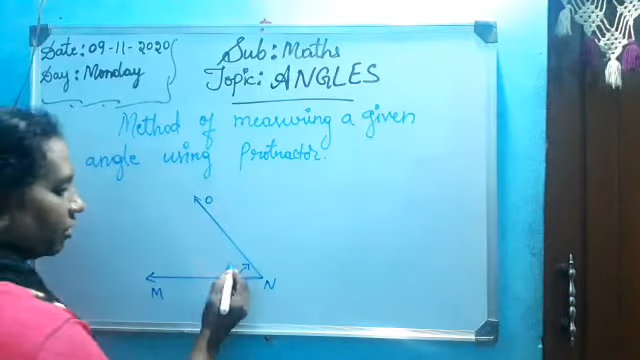 Date: 09-11-2020
Day: Monday
Sub: Maths
Topic: ANGLES
Method of measuring a given
angle using Protractor.
O
M
N